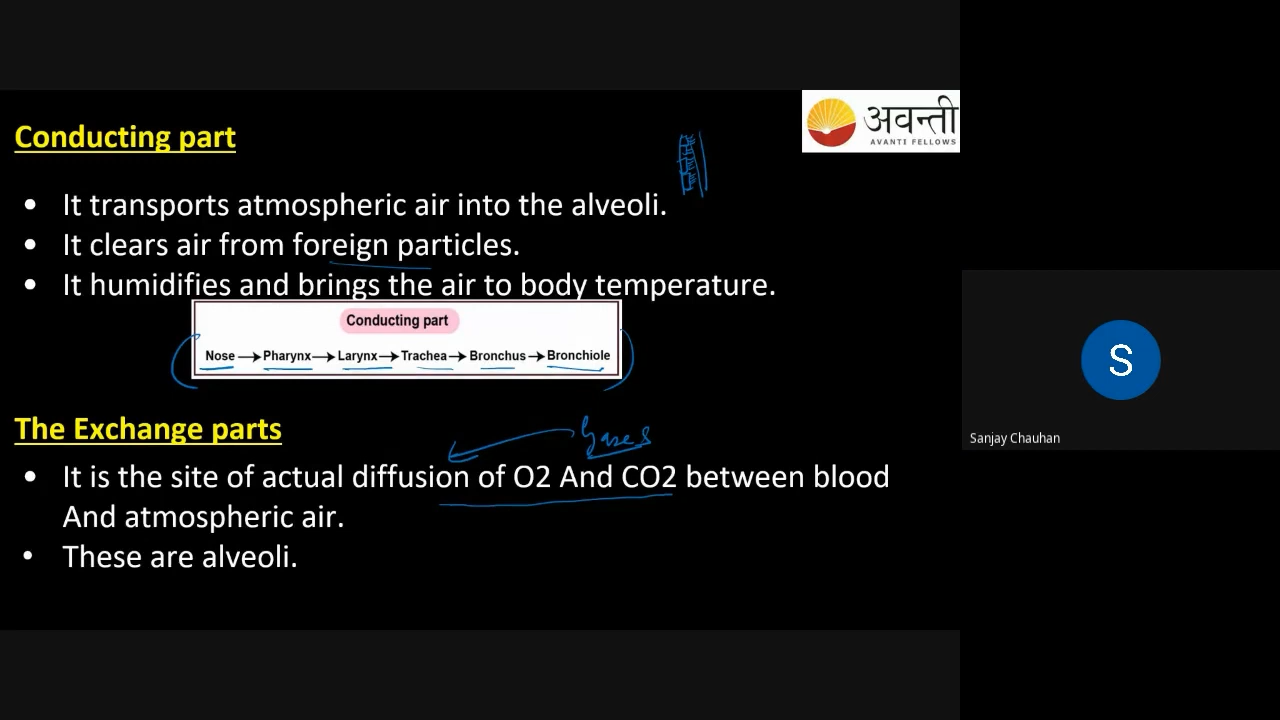 Conducting part
अवन्ती
AVANTI FELLOWS
• It transports atmospheric air into the alveoli.
• It clears air from foreign particles.
• It humidifies and brings the air to body temperature.
Conducting part
Nose → Pharynx → Larynx → Trachea → Bronchus → Bronchiole
The Exchange parts
Gases
• It is the site of actual diffusion of O2 And CO2 between blood
And atmospheric air.
• These are alveoli.
S
Sanjay Chauhan